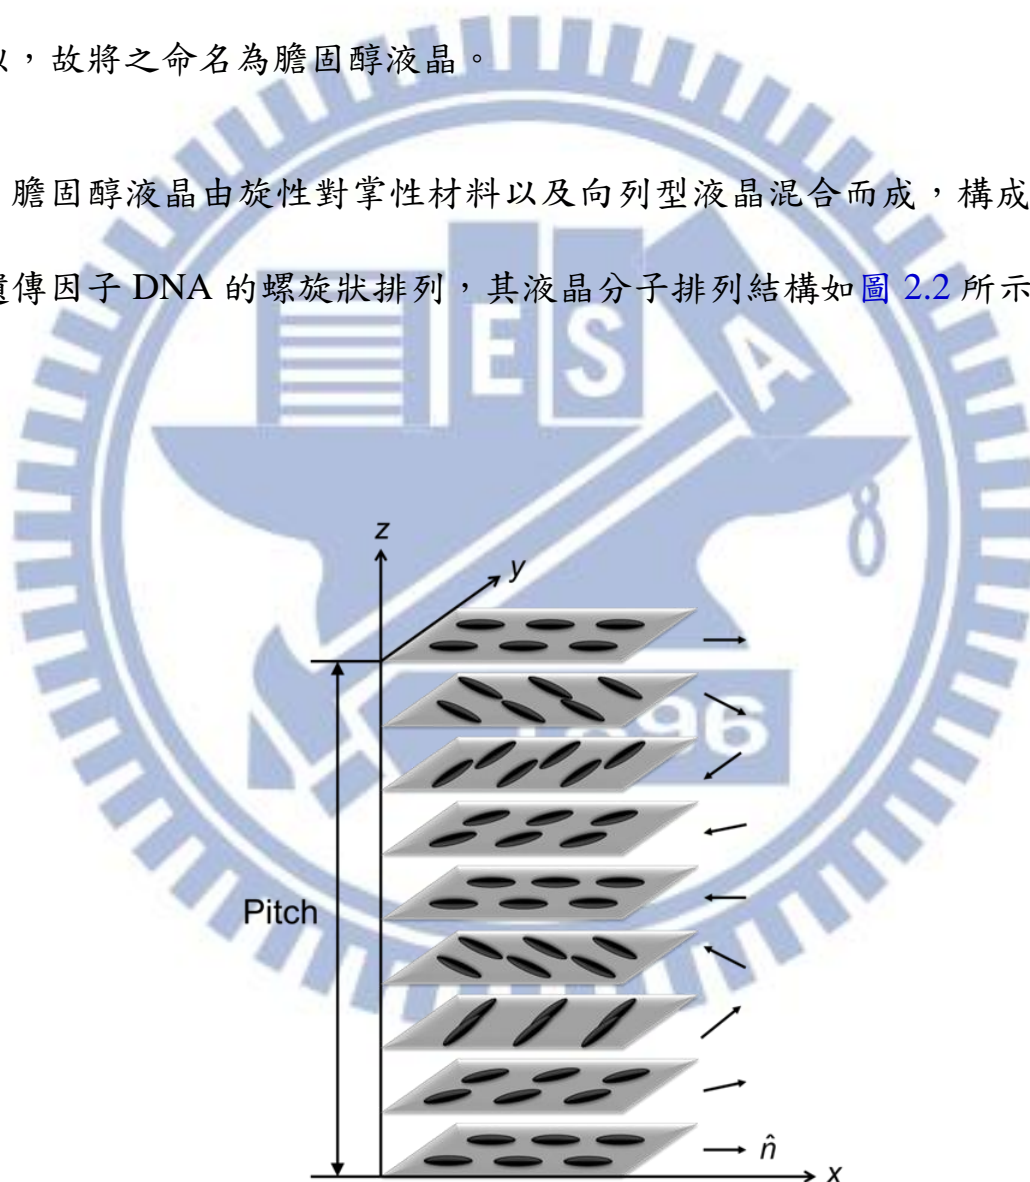 以，故將之命名為膽固醇液晶。
膽固醇液晶由旋性對掌性材料以及向列型液晶混合而成，構成
遺傳因子 DNA 的螺旋狀排列，其液晶分子排列結構如圖 2.2 所示
ESA
z
y
1896
Pitch
n̂
x